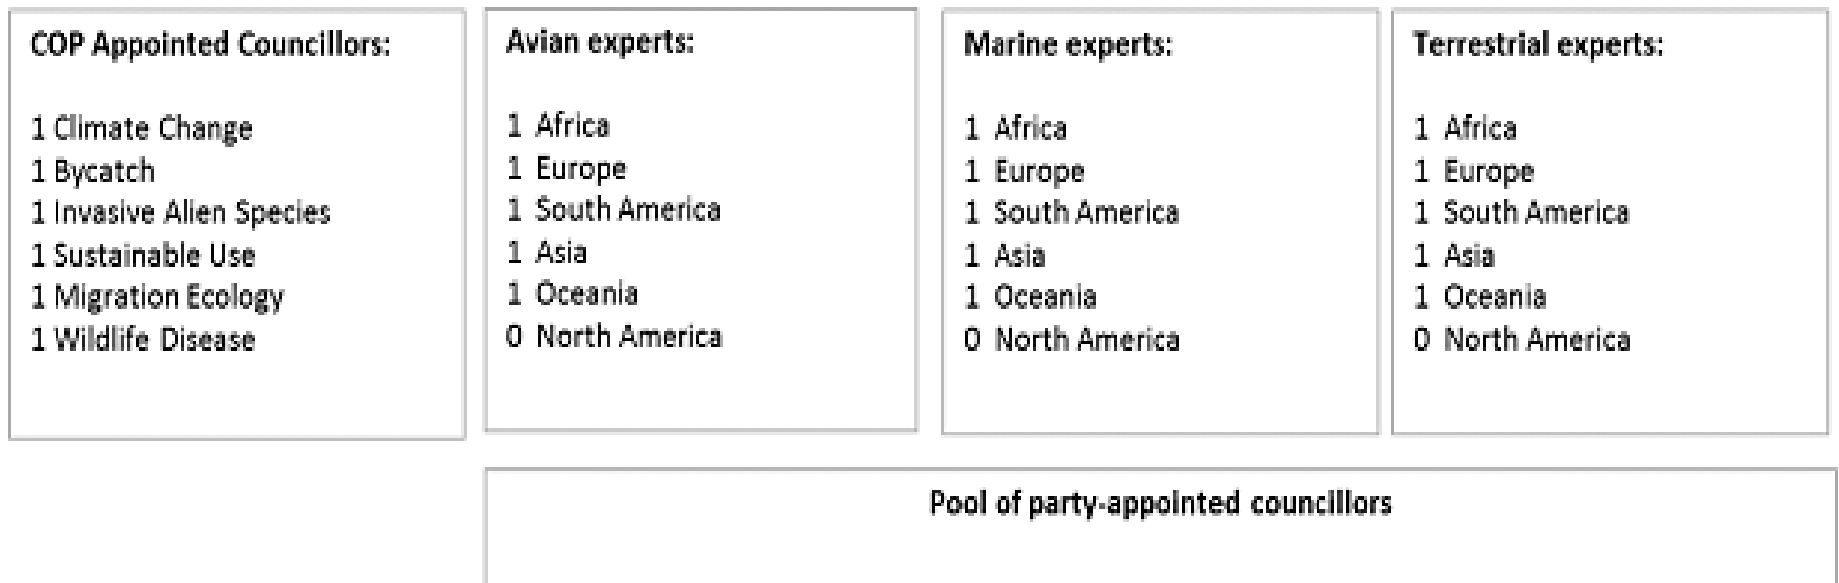 COP Appointed Councillors:
1 Climate Change
1 Bycatch
1 Invasive Alien Species
1 Sustainable Use
1 Migration Ecology
1 Wildlife Disease
Avian experts:
1 Africa
1 Europe
1 South America
1 Asia
1 Oceania
0 North America
Marine experts:
1 Africa
1 Europe
1 South America
1 Asia
1 Oceania
0 North America
Terrestrial experts:
1 Africa
1 Europe
1 South America
1 Asia
1 Oceania
0 North America
Pool of party-appointed councillors